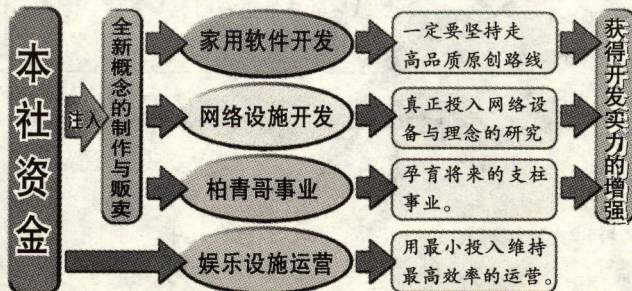 本社资金
注入
全新概念的制作与贩卖
家用软件开发
一定要坚持走
高品质原创路线
网络设施开发
真正投入网络设
备与理念的研究
柏青哥事业
孕育将来的支柱
事业。
娱乐设施运营
用最小投入维持
最高效率的运营。
获得开发实力的增强